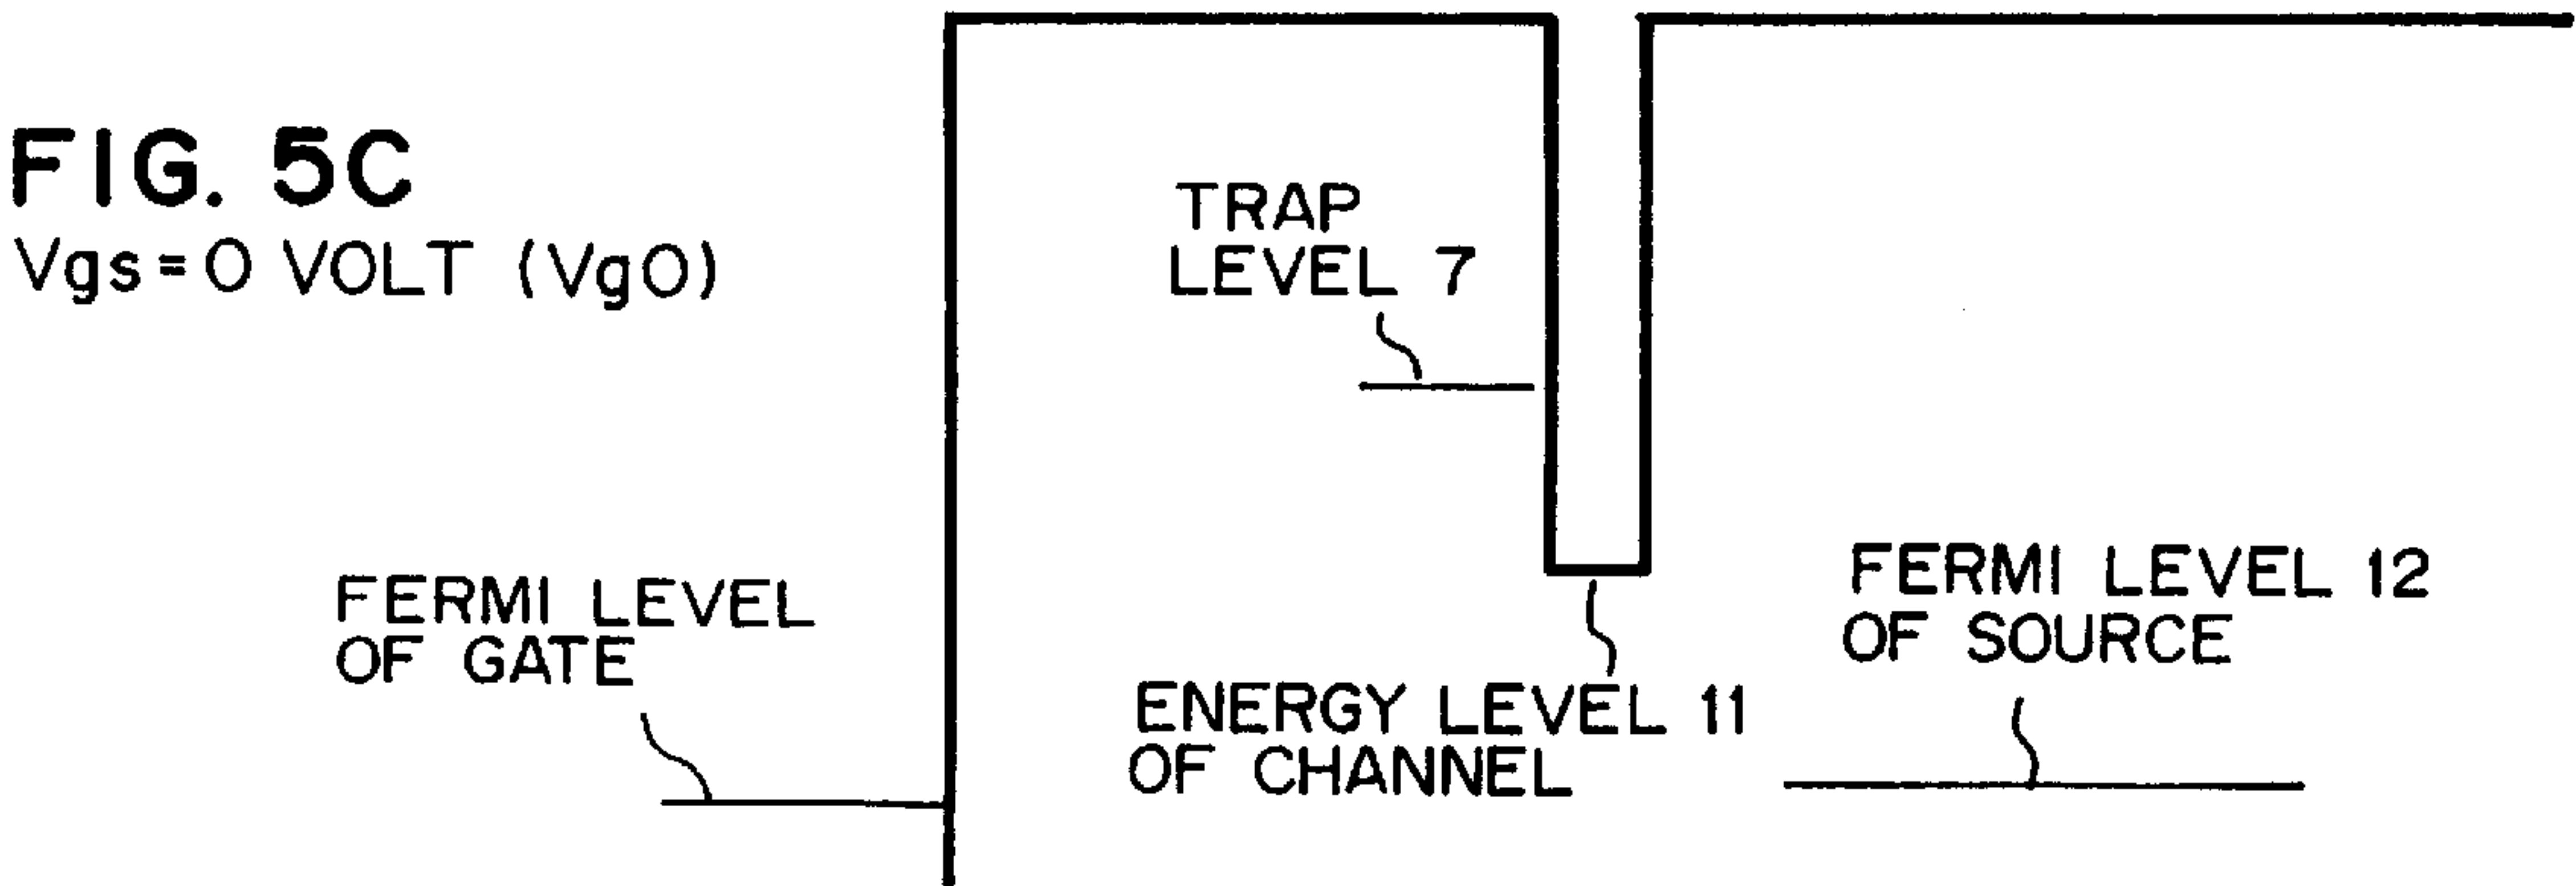 FIG. 5C
Vgs = 0 VOLT (Vg0)
TRAP
LEVEL 7
FERMI LEVEL
OF GATE
ENERGY LEVEL 11
OF CHANNEL
FERMI LEVEL 12
OF SOURCE